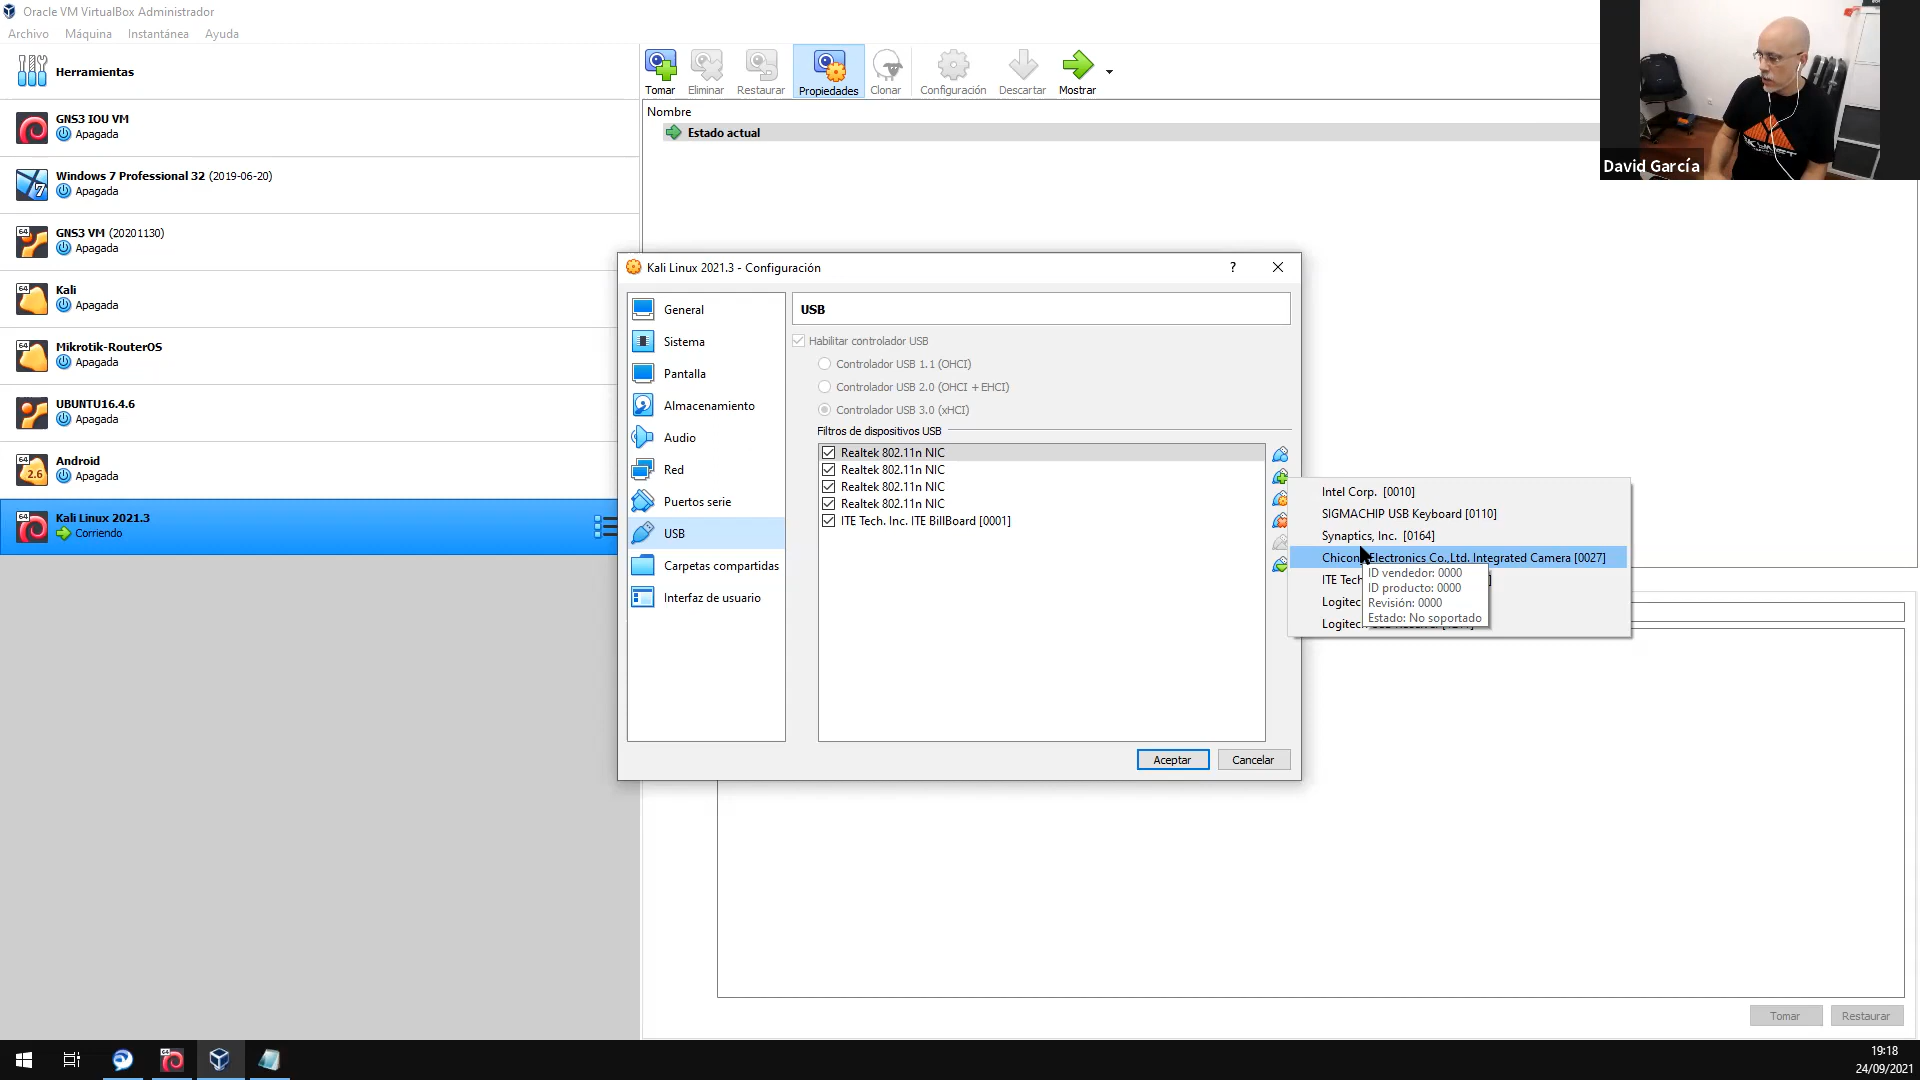 Oracle VM VirtualBox Administrador
Archivo Máquina Instantánea Ayuda
Herramientas
GNS3 IOU VM
Apagada
Windows 7 Professional 32 (2019-06-20)
Apagada
GNS3 VM (20201130)
Apagada
Kali
Apagada
Mikrotik-RouterOS
Apagada
UBUNTU16.4.6
Apagada
Android
Apagada
Kali Linux 2021.3
Corriendo
Tomar Eliminar Restaurar Propiedades Clonar Configuración Descartar Mostrar
Nombre
Estado actual
David García
Kali Linux 2021.3 - Configuración
General
Sistema
Pantalla
Almacenamiento
Audio
Red
Puertos serie
USB
Carpetas compartidas
Interfaz de usuario
USB
Habilitar controlador USB
Controlador USB 1.1 (OHCI)
Controlador USB 2.0 (OHCI + EHCI)
Controlador USB 3.0 (xHCI)
Filtros de dispositivos USB
Realtek 802.11n NIC
Realtek 802.11n NIC
Realtek 802.11n NIC
Realtek 802.11n NIC
ITE Tech. Inc. ITE BillBoard [0001]
Aceptar Cancelar
Intel Corp. [0010]
SIGMACHIP USB Keyboard [0110]
Synaptics, Inc. [0164]
Chicony Electronics Co.,Ltd. Integrated Camera [0027]
ITE Tech
ID vendedor: 0000
ID producto: 0000
Revisión: 0000
Estado: No soportado
Tomar Restaurar
19:18
24/09/2021